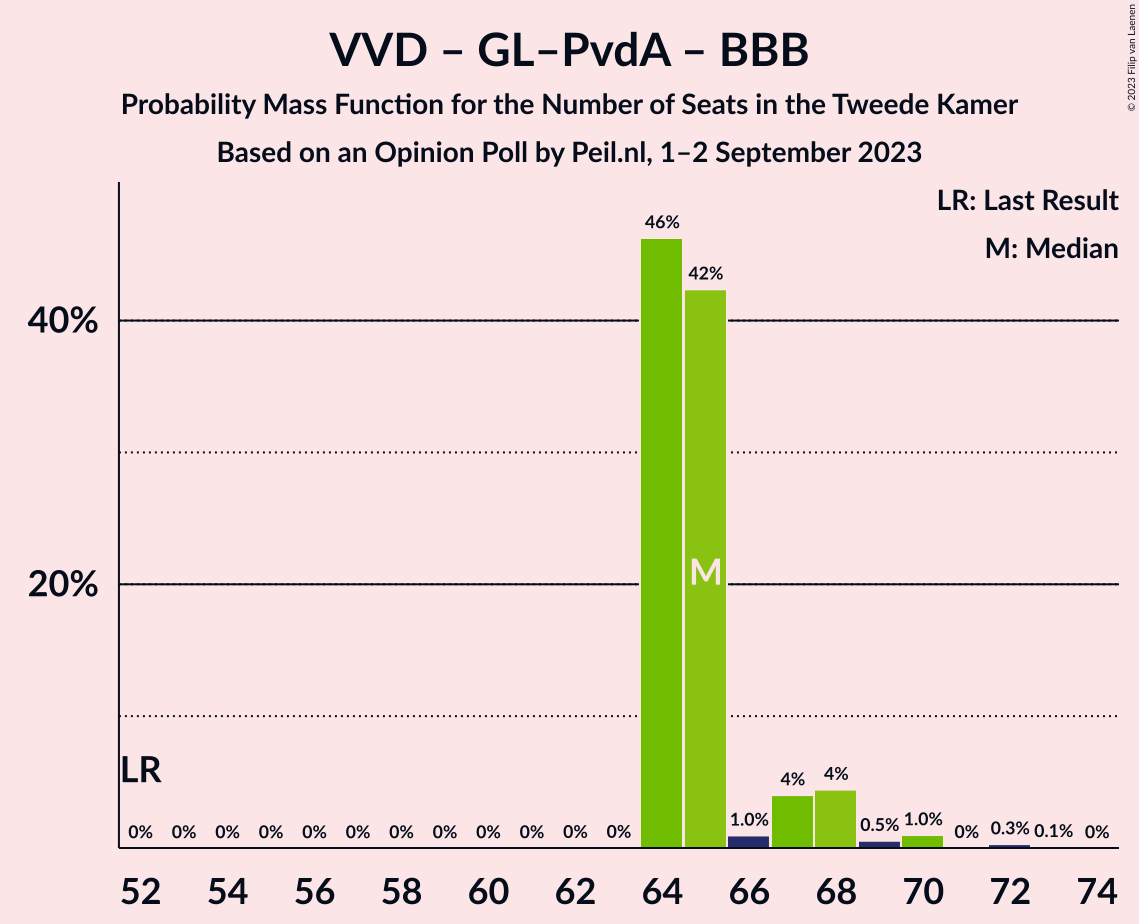 VVD – GL–PvdA – BBB
Probability Mass Function for the Number of Seats in the Tweede Kamer
Based on an Opinion Poll by Peil.nl, 1–2 September 2023
© 2023 Filip van Laenen
LR: Last Result
M: Median
46%
42%
40%
20%
M
LR
0% 0% 0% 0% 0% 0% 0% 0% 0% 0% 0% 0% 1.0% 4% 4% 0.5% 1.0% 0% 0.3% 0.1% 0%
52 54 56 58 60 62 64 66 68 70 72 74